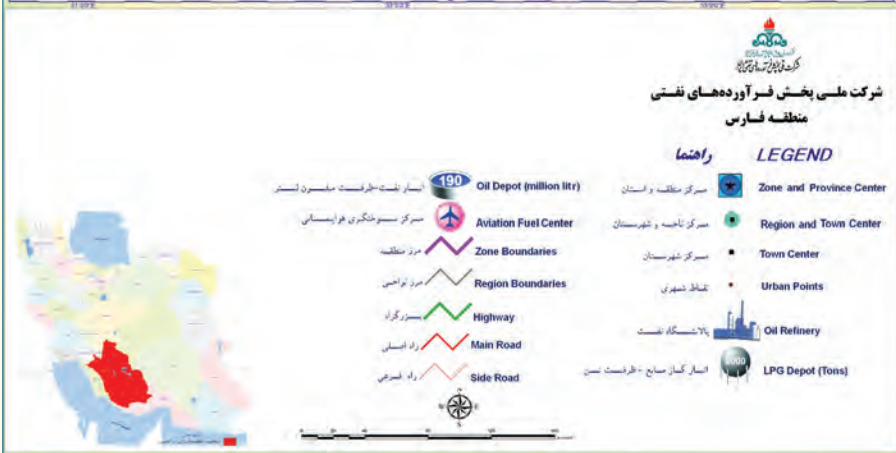 شرکت ملی پخش فرآورده‌های نفتی
منطقه فارس
راهنما LEGEND
مرکز منطقه و استان Zone and Province Center
مرکز ناحیه و شهرستان Region and Town Center
مرکز شهرستان Town Center
نقاط شهری Urban Points
پالایشگاه نفت Oil Refinery
انبار گاز مایع - ظرفیت تن LPG Depot (Tons)
انبار نفت-ظرفیت میلیون لیتر 190 Oil Depot (million litr)
مرکز سوختگیری هواپیمائی Aviation Fuel Center
مرز منطقه Zone Boundaries
مرز نواحی Region Boundaries
بزرگراه Highway
راه اصلی Main Road
راه فرعی Side Road
N
W E
S